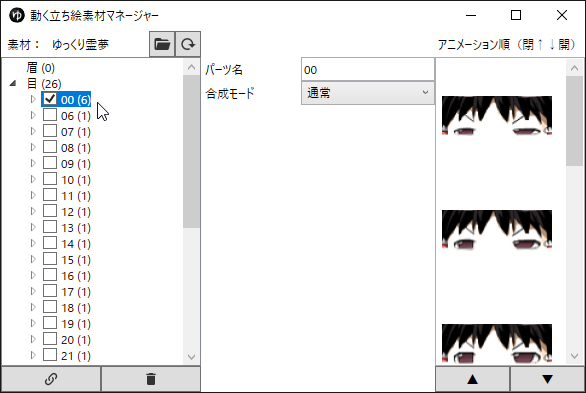 動く立ち絵素材マネージャー
素材： ゆっくり霊夢
アニメーション順（閉↑↓開）
眉 (0)
目 (26)
00 (6)
06 (1)
07 (1)
08 (1)
09 (1)
10 (1)
11 (1)
12 (1)
13 (1)
14 (1)
15 (1)
16 (1)
17 (1)
18 (1)
19 (1)
20 (1)
21 (1)
パーツ名 00
合成モード 通常
▲ ▼